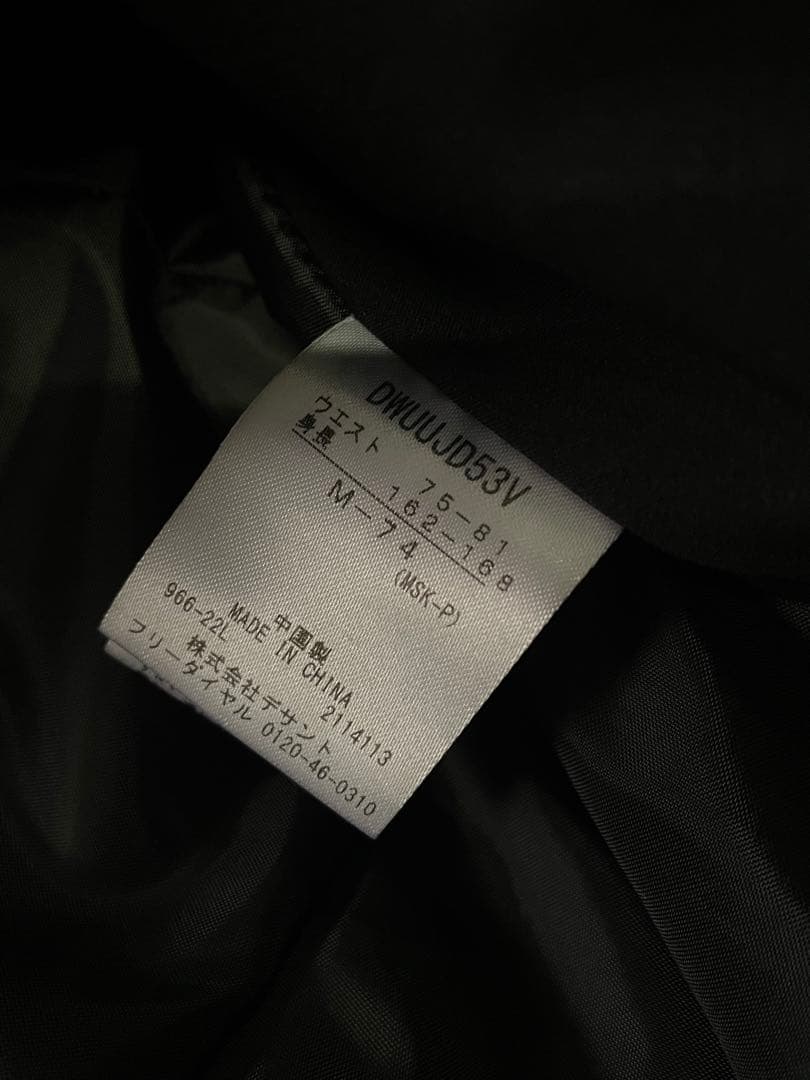 DWUUJD53V
ウエスト 75-81
身長 162-168
M-74
(MSK-P)
中国製
MADE IN CHINA
966-22L 2114113
株式会社デサント
フリーダイヤル 0120-46-0310